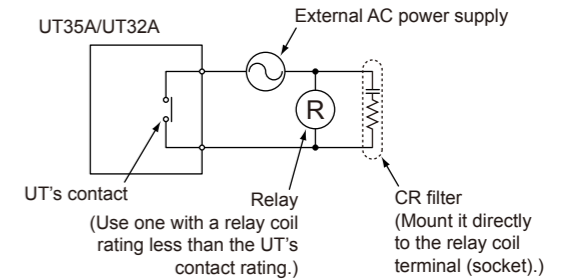 External AC power supply
UT35A/UT32A
R
UT's contact
Relay
(Use one with a relay coil
rating less than the UT's
contact rating.)
CR filter
(Mount it directly
to the relay coil
terminal (socket).)